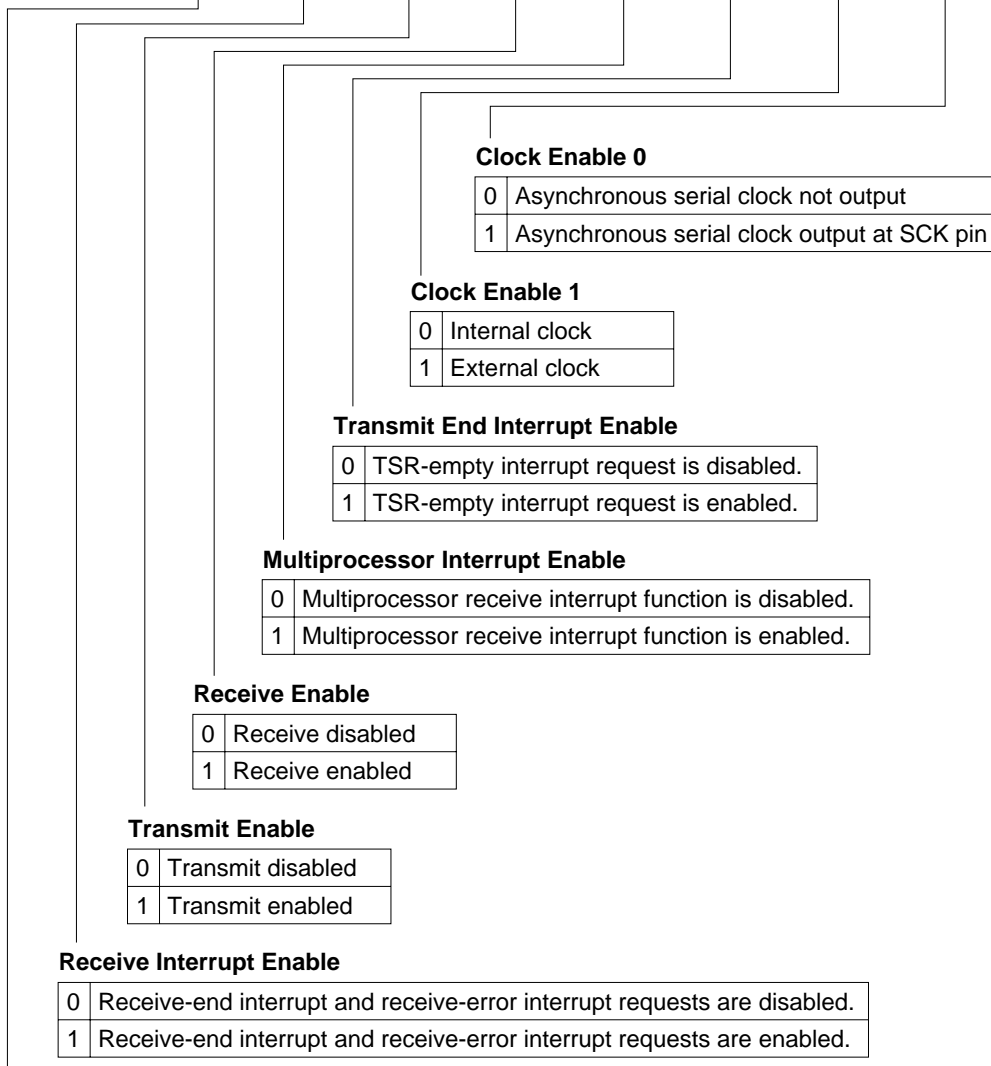 Clock Enable 0
0 Asynchronous serial clock not output
1 Asynchronous serial clock output at SCK pin
Clock Enable 1
0 Internal clock
1 External clock
Transmit End Interrupt Enable
0 TSR-empty interrupt request is disabled.
1 TSR-empty interrupt request is enabled.
Multiprocessor Interrupt Enable
0 Multiprocessor receive interrupt function is disabled.
1 Multiprocessor receive interrupt function is enabled.
Receive Enable
0 Receive disabled
1 Receive enabled
Transmit Enable
0 Transmit disabled
1 Transmit enabled
Receive Interrupt Enable
0 Receive-end interrupt and receive-error interrupt requests are disabled.
1 Receive-end interrupt and receive-error interrupt requests are enabled.